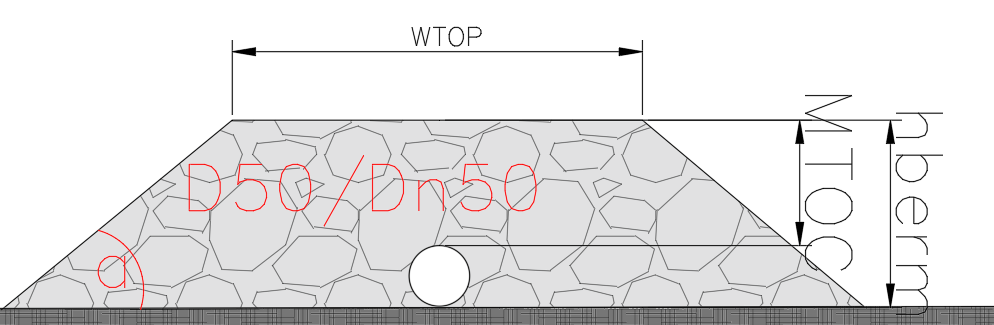 WTOP
D50/Dn50
a
MTOC
hberm